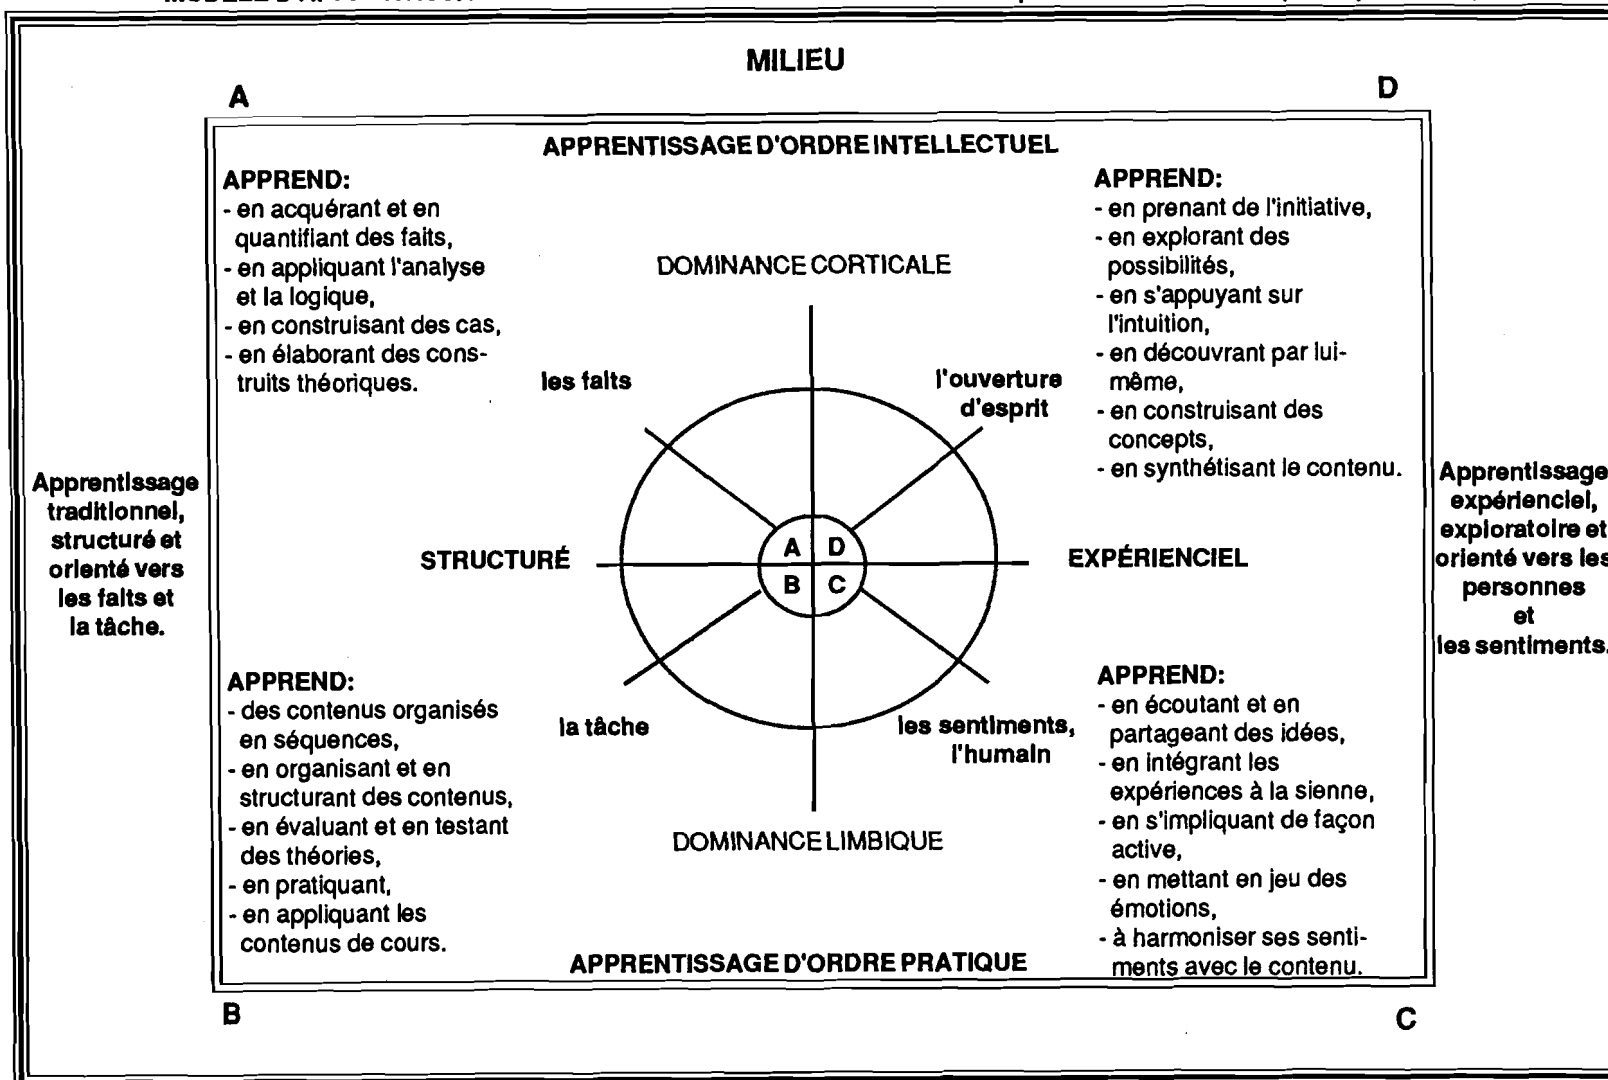 MILIEU
A
D
APPRENTISSAGE D'ORDRE INTELLECTUEL
APPREND:
- en acquérant et en
quantifiant des faits,
- en appliquant l'analyse
et la logique,
- en construisant des cas,
- en élaborant des cons-
truits théoriques.
APPREND:
- en prenant de l'initiative,
- en explorant des
possibilités,
- en s'appuyant sur
l'intuition,
- en découvrant par lui-
même,
- en construisant des
concepts,
- en synthétisant le contenu.
DOMINANCE CORTICALE
les faits
l'ouverture
d'esprit
Apprentissage
traditionnel,
structuré et
orienté vers
les faits et
la tâche.
STRUCTURÉ
A D
B C
EXPÉRIENCIEL
Apprentissage
expérienciel,
exploratoire et
orienté vers les
personnes
et
les sentiments.
la tâche
les sentiments,
l'humain
DOMINANCE LIMBIQUE
APPREND:
- des contenus organisés
en séquences,
- en organisant et en
structurant des contenus,
- en évaluant et en testant
des théories,
- en pratiquant,
- en appliquant les
contenus de cours.
APPREND:
- en écoutant et en
partageant des idées,
- en intégrant les
expériences à la sienne,
- en s'impliquant de façon
active,
- en mettant en jeu des
émotions,
- à harmoniser ses senti-
ments avec le contenu.
APPRENTISSAGE D'ORDRE PRATIQUE
B
C